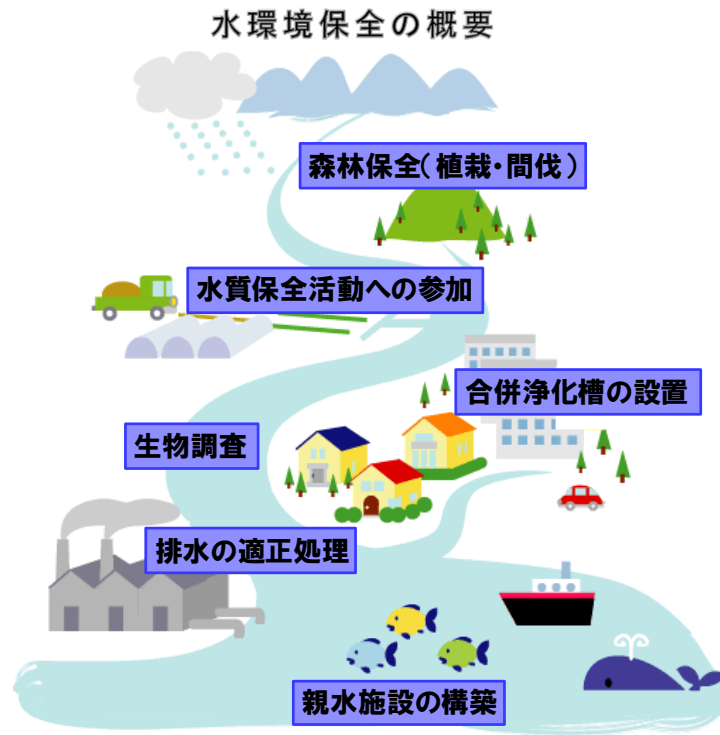 水環境保全の概要
森林保全(植栽・間伐)
水質保全活動への参加
合併浄化槽の設置
生物調査
排水の適正処理
親水施設の構築